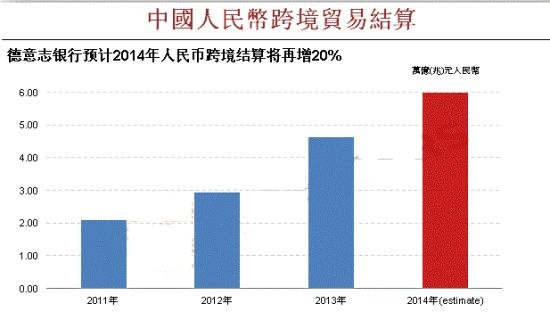 中國人民幣跨境貿易結算
德意志银行预计2014年人民币跨境结算将再增20%
萬億(兆)元人民幣
6.00
5.00
4.00
3.00
2.00
1.00
0.00
2011年
2012年
2013年
2014年(estimate)